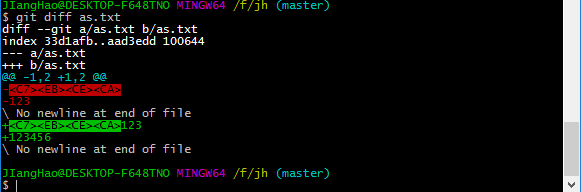 JIangHao@DESKTOP-F648TNO MINGW64 /f/jh (master)
$ git diff as.txt
diff --git a/as.txt b/as.txt
index 33d1afb..aad3edd 100644
--- a/as.txt
+++ b/as.txt
@@ -1,2 +1,2 @@
-<C7><EB><CE><CA>
-123
\ No newline at end of file
+<C7><EB><CE><CA>123
+123456
\ No newline at end of file
JIangHao@DESKTOP-F648TNO MINGW64 /f/jh (master)
$